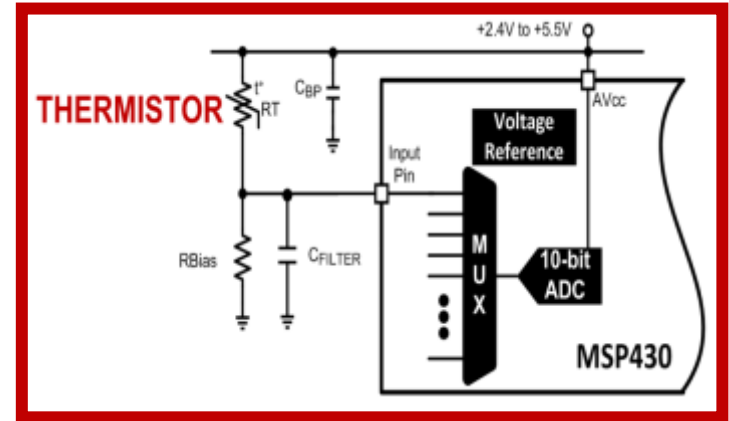 +2.4V to +5.5V
t°
RT
THERMISTOR
CBP
AVcc
Voltage
Reference
Input
Pin
RBias
CFILTER
M
U
X
10-bit
ADC
MSP430